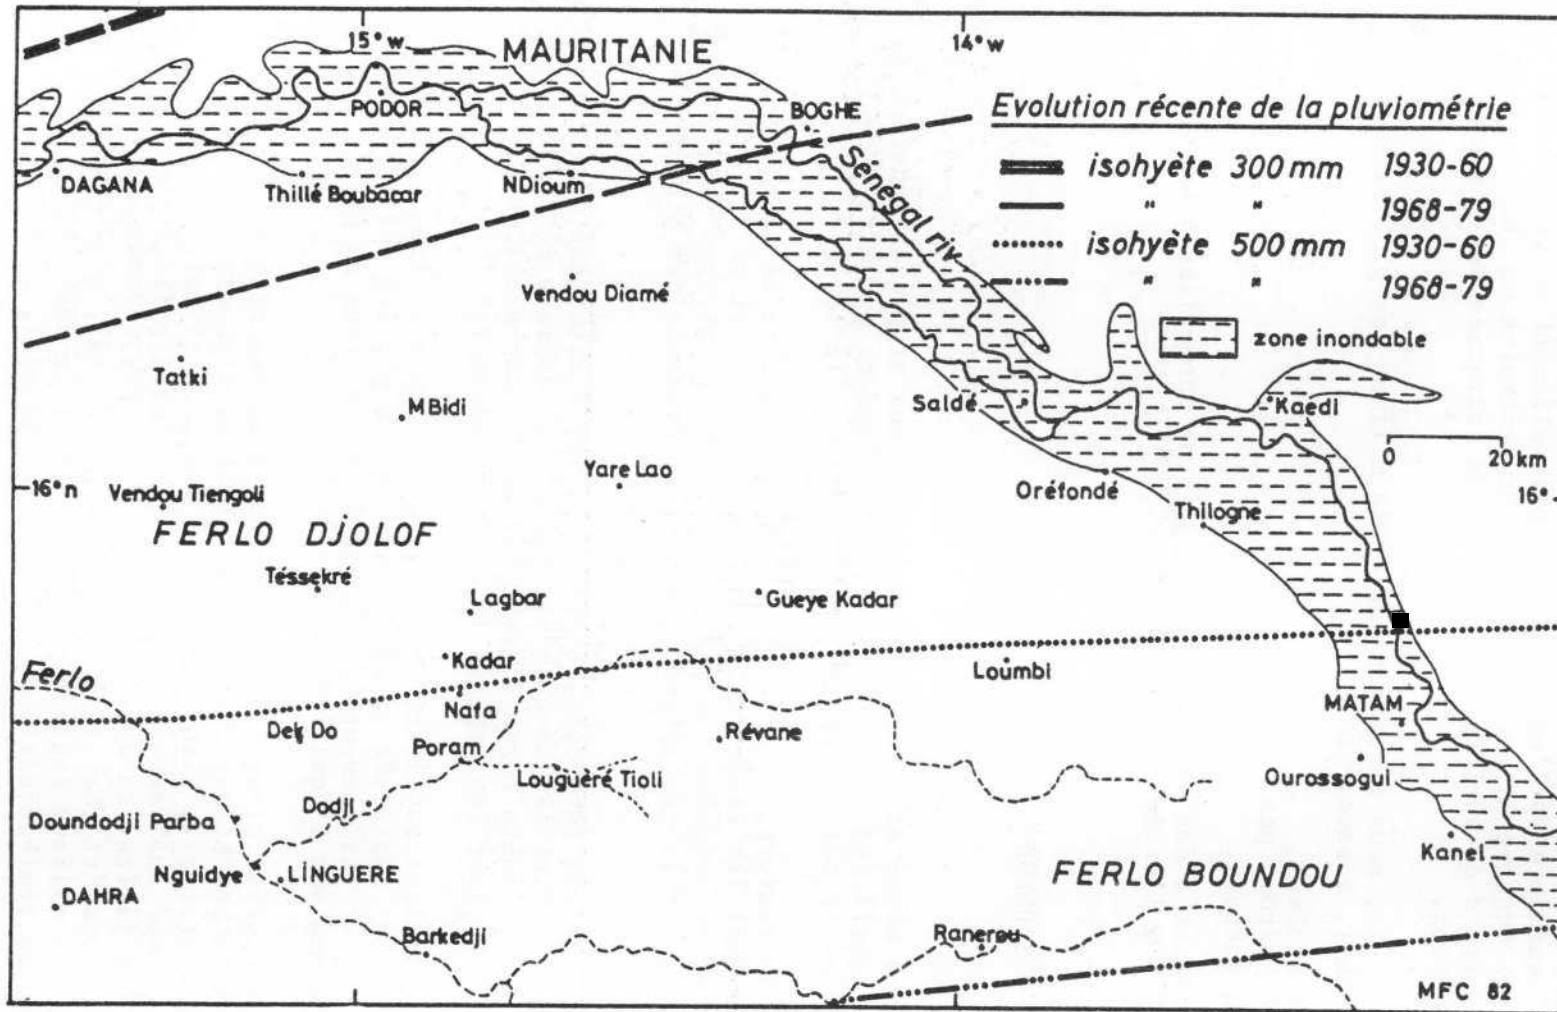 15° w
14° w
MAURITANIE
PODOR
BOGHE
Evolution récente de la pluviométrie
isohyète 300 mm 1930-60
" " 1968-79
isohyète 500 mm 1930-60
" " 1968-79
zone inondable
DAGANA
Thillé Boubacar
NDioum
Sénégal riv
Vendou Diamé
Tatki
MBidi
Saldé
Kaedi
0 20 km
Yare Lao
16° n
Vendou Tiengoli
Oréfondé
16°
Thilogne
FERLO DJOLOF
Téssekré
Lagbar
Gueye Kadar
Kadar
Loumbi
Ferlo
Nafa
MATAM
Dek Do
Révane
Poram
Louguèré Tioli
Ourossogui
Dodji
Doundodji Parba
Kanel
Nguidye
LINGUERE
FERLO BOUNDOU
DAHRA
Barkedji
Ranerou
MFC 82